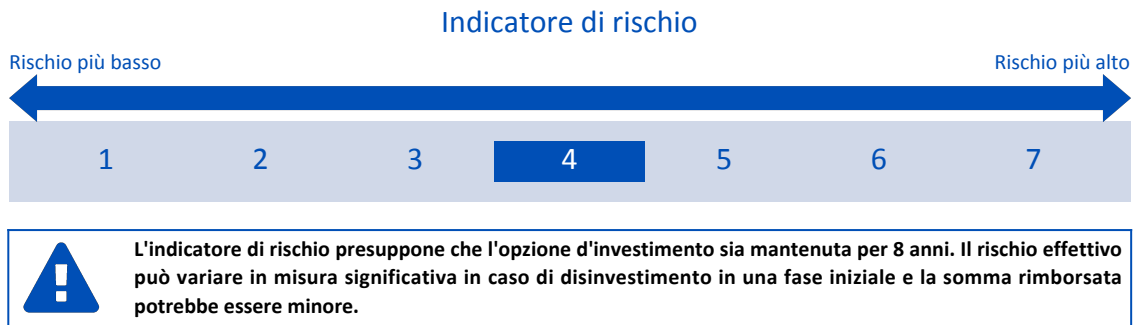 Indicatore di rischio
Rischio più basso
Rischio più alto
1 2 3 4 5 6 7
L'indicatore di rischio presuppone che l'opzione d'investimento sia mantenuta per 8 anni. Il rischio effettivo
può variare in misura significativa in caso di disinvestimento in una fase iniziale e la somma rimborsata
potrebbe essere minore.